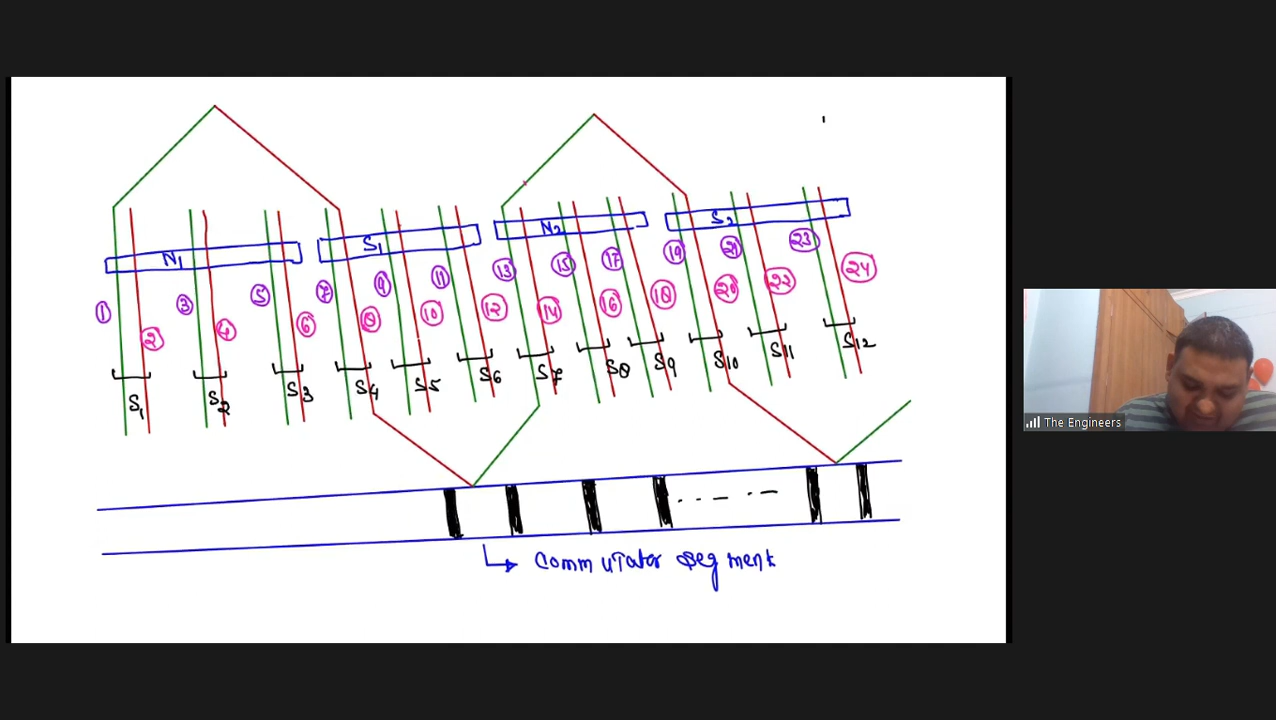 N1 S1 N2 S2
1 3 5 7 9 11 13 15 17 19 21 23
2 4 6 8 10 12 14 16 18 20 22 24
S1 S2 S3 S4 S5 S6 S7 S8 S9 S10 S11 S12
Commutator Segment
The Engineers